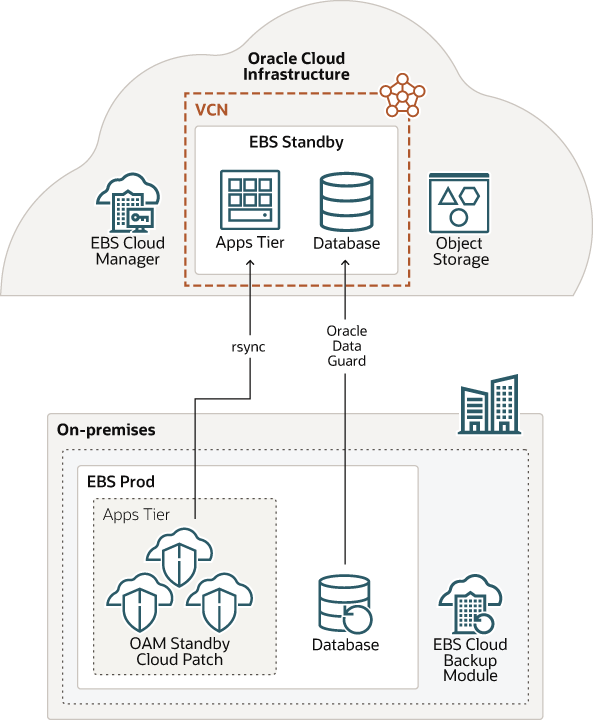 Oracle Cloud
Infrastructure
VCN
EBS Standby
Apps Tier
Database
EBS Cloud
Manager
Object
Storage
rsync
Oracle
Data
Guard
On-premises
EBS Prod
Apps Tier
OAM Standby
Cloud Patch
Database
EBS Cloud
Backup
Module